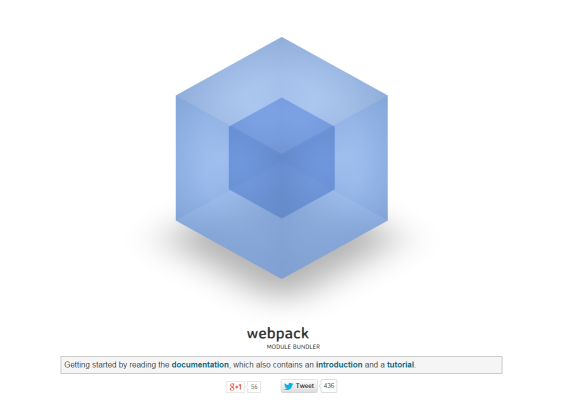 webpack
MODULE BUNDLER
Getting started by reading the documentation, which also contains an introduction and a tutorial.
g+1 56 Tweet 436